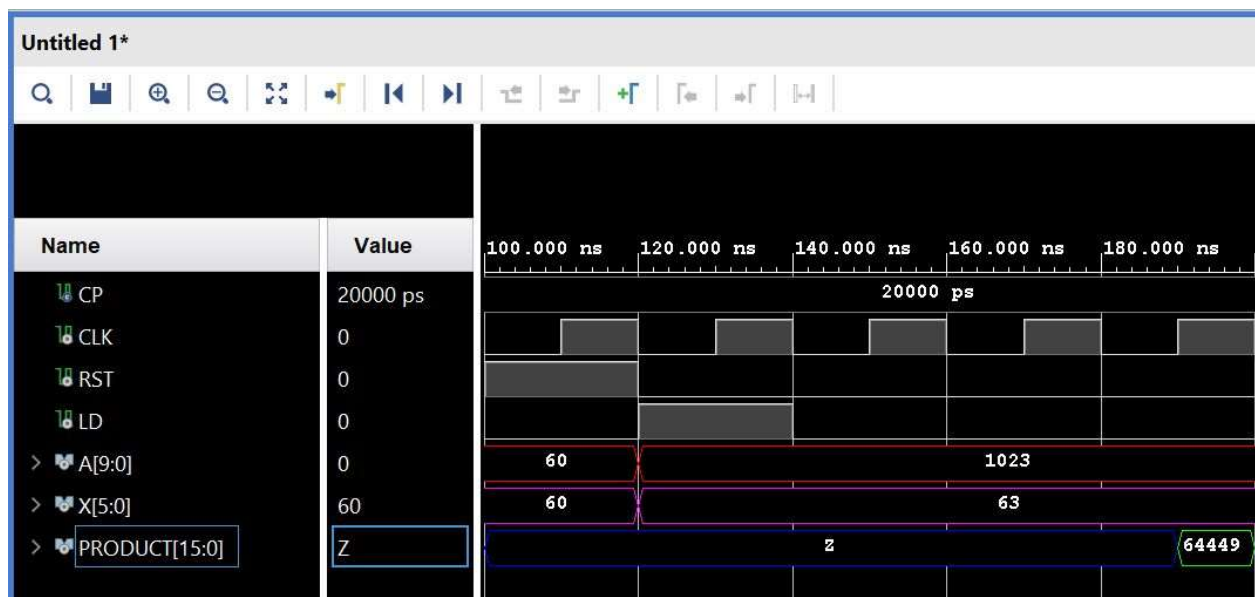 Untitled 1*
Name Value 100.000 ns 120.000 ns 140.000 ns 160.000 ns 180.000 ns
CP 20000 ps 20000 ps
CLK 0
RST 0
LD 0
A[9:0] 0 60 1023
X[5:0] 60 60 63
PRODUCT[15:0] Z Z 64449